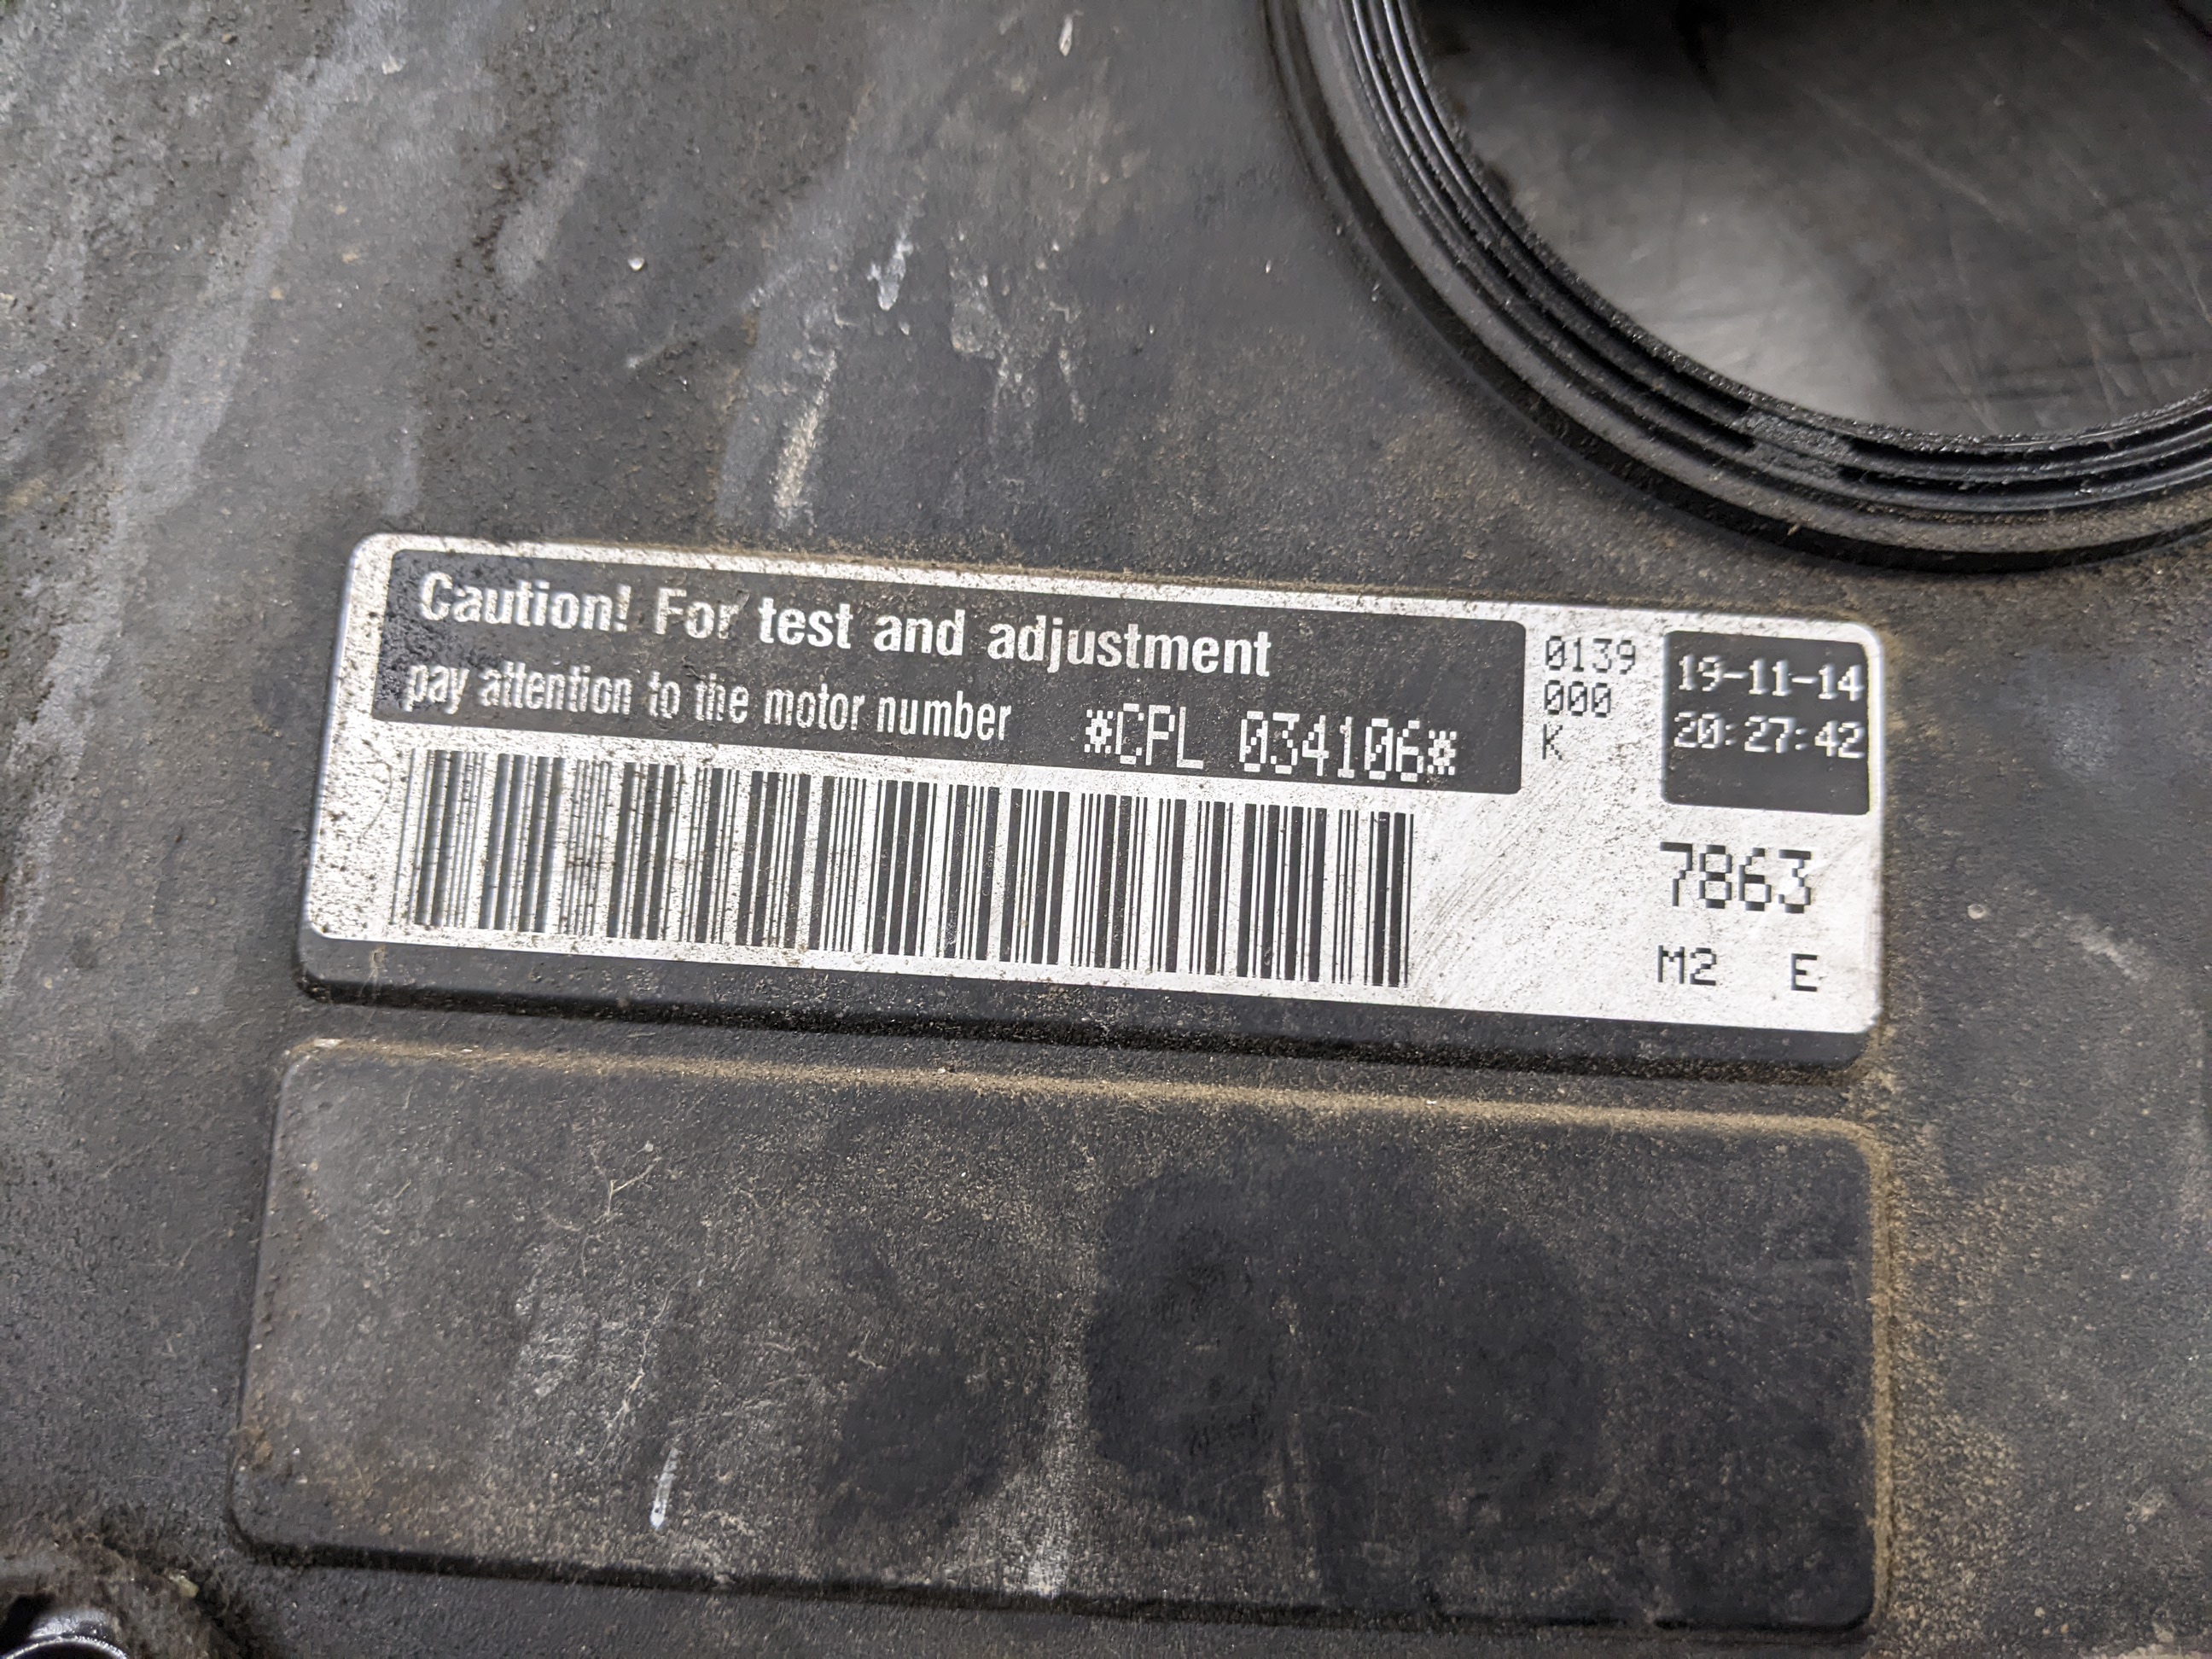 Caution! For test and adjustment
pay attention to the motor number *CPL 034106*
0139
000
K
19-11-14
20:27:42
7863
M2 E